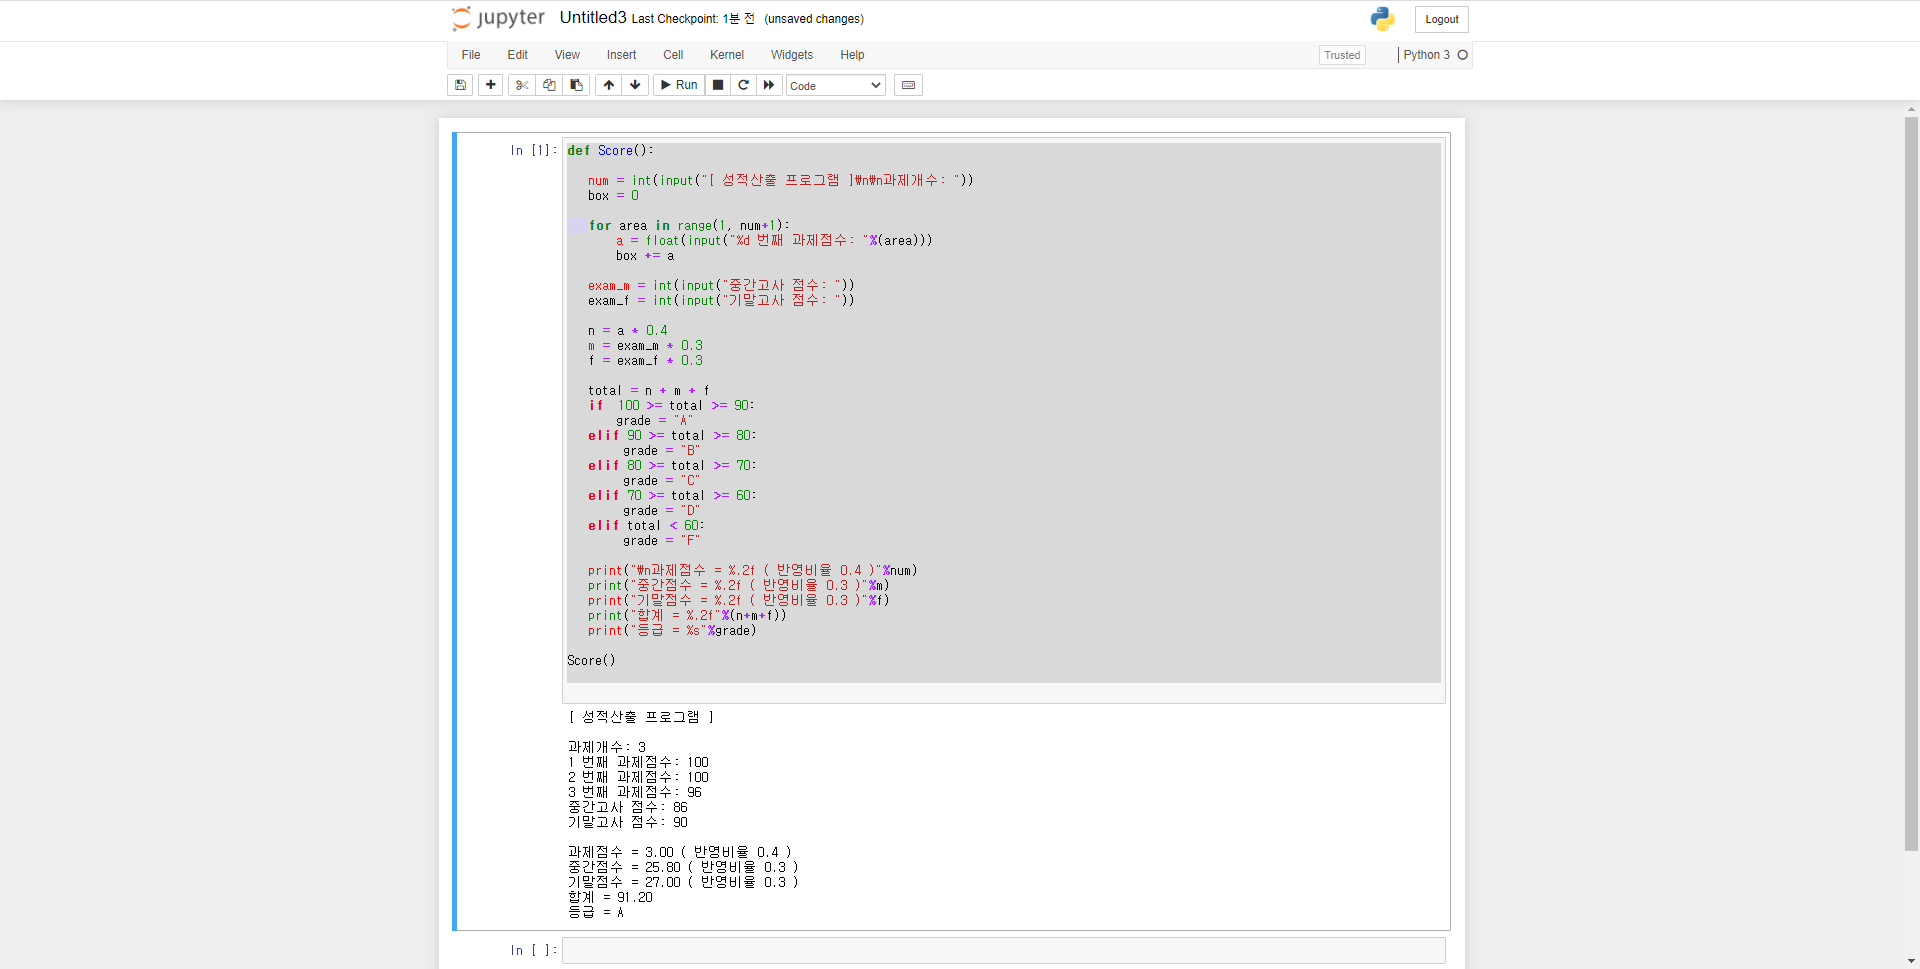 jupyter Untitled3 Last Checkpoint: 1분 전 (unsaved changes) Logout
File Edit View Insert Cell Kernel Widgets Help Trusted Python 3
Run Code
In [1]: def Score():
num = int(input("[ 성적산출 프로그램 ]₩n₩n과제개수: "))
box = 0
for area in range(1, num+1):
a = float(input("%d 번째 과제점수: "%(area)))
box += a
exam_m = int(input("중간고사 점수: "))
exam_f = int(input("기말고사 점수: "))
n = a * 0.4
m = exam_m * 0.3
f = exam_f * 0.3
total = n + m + f
if 100 >= total >= 90:
grade = "A"
elif 90 >= total >= 80:
grade = "B"
elif 80 >= total >= 70:
grade = "C"
elif 70 >= total >= 60:
grade = "D"
elif total < 60:
grade = "F"
print("₩n과제점수 = %.2f ( 반영비율 0.4 )"%num)
print("중간점수 = %.2f ( 반영비율 0.3 )"%m)
print("기말점수 = %.2f ( 반영비율 0.3 )"%f)
print("합계 = %.2f"%(n+m+f))
print("등급 = %s"%grade)
Score()
[ 성적산출 프로그램 ]
과제개수: 3
1 번째 과제점수: 100
2 번째 과제점수: 100
3 번째 과제점수: 96
중간고사 점수: 86
기말고사 점수: 90
과제점수 = 3.00 ( 반영비율 0.4 )
중간점수 = 25.80 ( 반영비율 0.3 )
기말점수 = 27.00 ( 반영비율 0.3 )
합계 = 91.20
등급 = A
In [ ]: